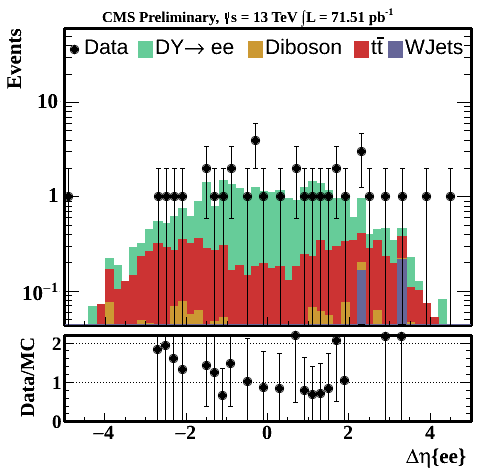 CMS Preliminary, √s = 13 TeV ∫L = 71.51 pb⁻¹
Events
Data DY→ ee Diboson tt̄ WJets
10
1
10⁻¹
Data/MC
2
1
0
−4 −2 0 2 4
Δη{ee}